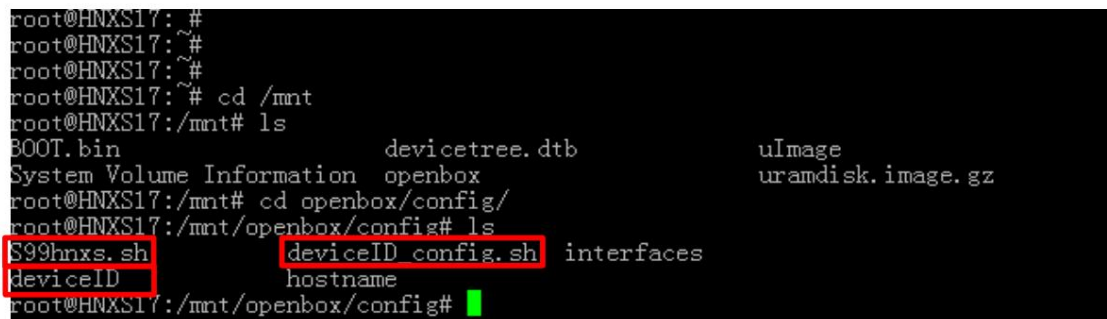 root@HNXS17:~#
root@HNXS17:~#
root@HNXS17:~#
root@HNXS17:~# cd /mnt
root@HNXS17:/mnt# ls
BOOT.bin devicetree.dtb uImage
System Volume Information openbox uramdisk.image.gz
root@HNXS17:/mnt# cd openbox/config/
root@HNXS17:/mnt/openbox/config# ls
S99hnxs.sh deviceID_config.sh interfaces
deviceID hostname
root@HNXS17:/mnt/openbox/config#